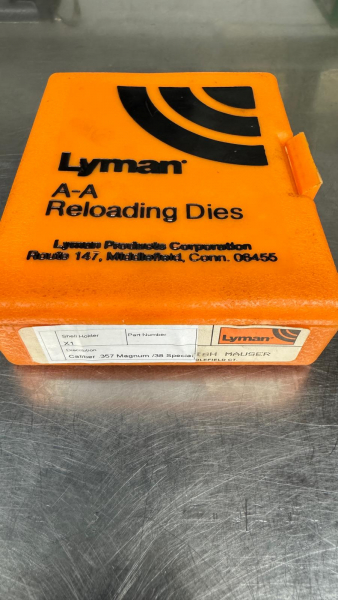 Lyman®
A-A
Reloading Dies
Lyman Products Corporation
Route 147, Middlefield, Conn. 06455
Shell Holder
Part Number
X1
Description
Caliber .357 Magnum /38 Special
Lyman®
MAUSER